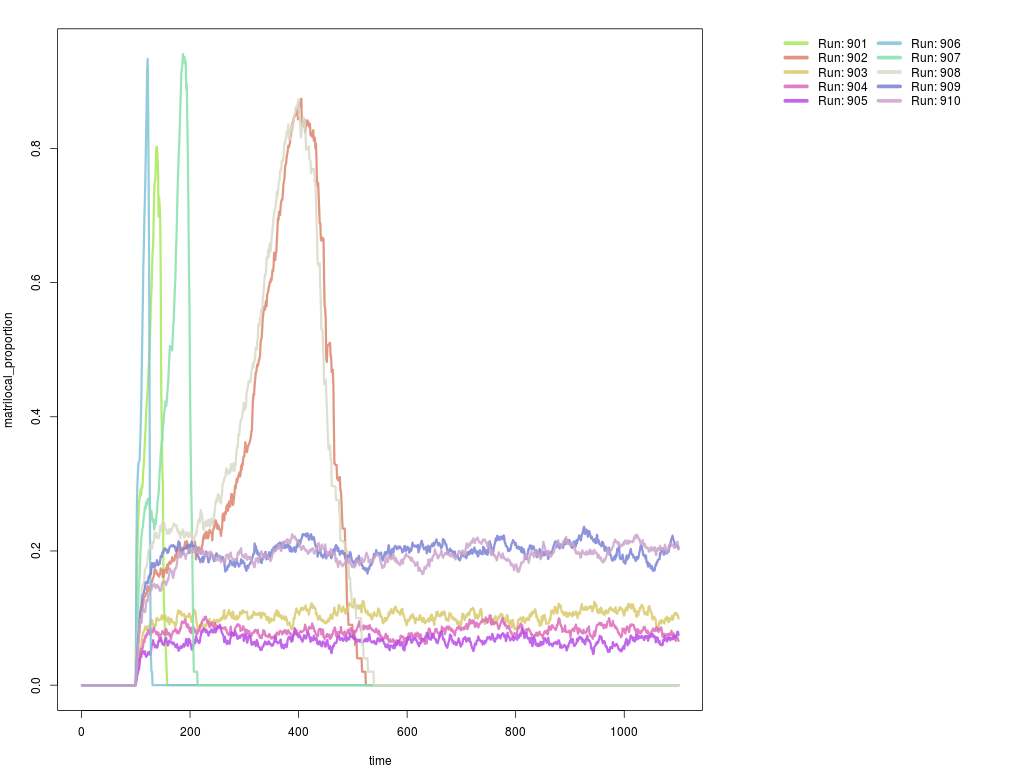 Run: 901
Run: 902
Run: 903
Run: 904
Run: 905
Run: 906
Run: 907
Run: 908
Run: 909
Run: 910
matrilocal_proportion
0.8
0.6
0.4
0.2
0.0
0
200
400
600
800
1000
time